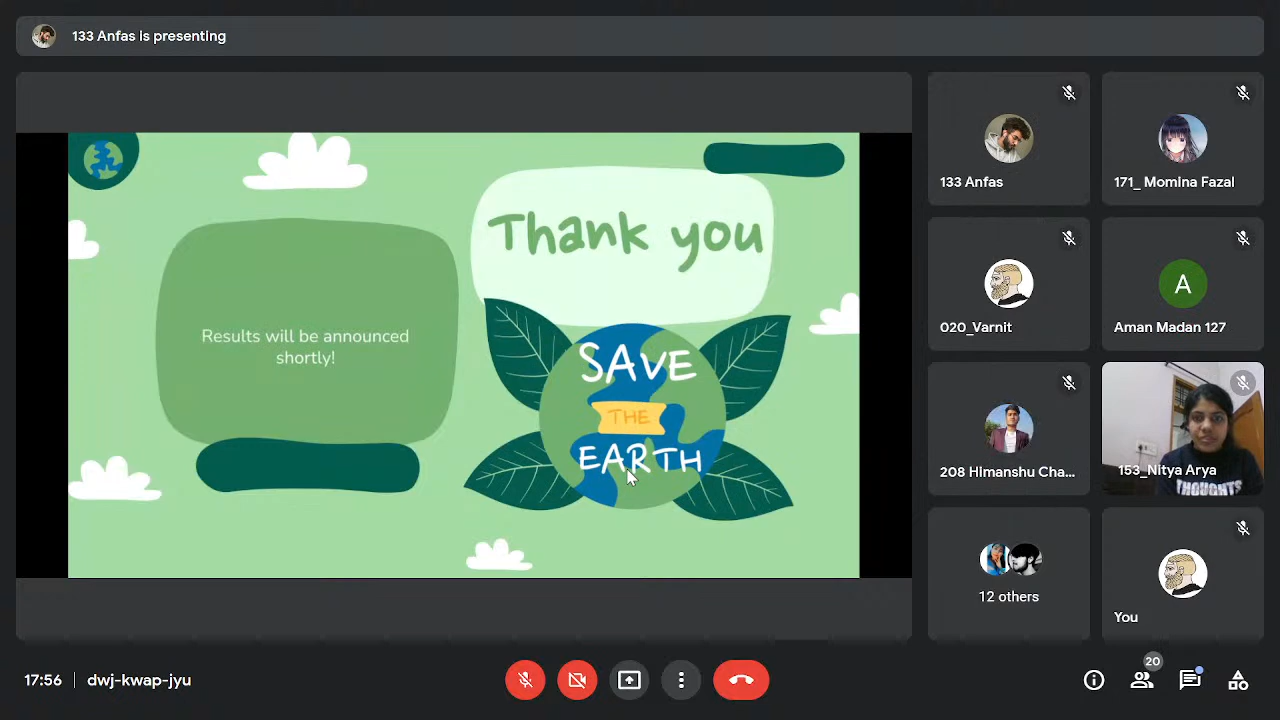 133 Anfas is presenting
Thank you
Results will be announced
shortly!
SAVE
THE
EARTH
133 Anfas
171_ Momina Fazal
020_Varnit
A
Aman Madan 127
208 Himanshu Cha...
153_Nitya Arya
THOUGHTS
12 others
You
17:56
dwj-kwap-jyu
20